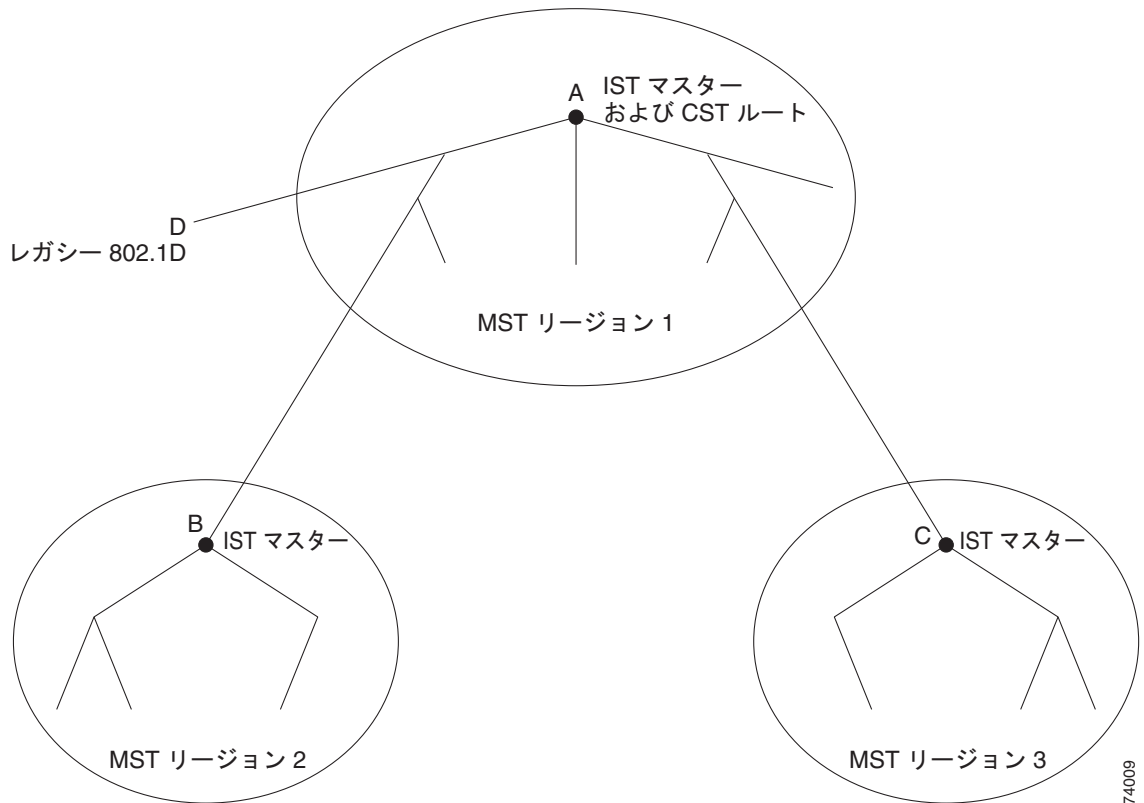 A
IST マスター
および CST ルート
D
レガシー 802.1D
MST リージョン 1
B
IST マスター
C
IST マスター
MST リージョン 2
MST リージョン 3
74009